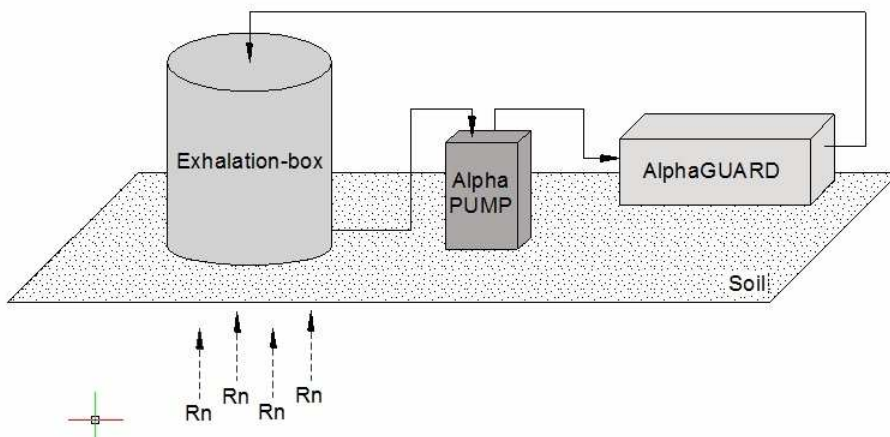 Exhalation-box
Alpha
PUMP
AlphaGUARD
Soil
Rn
Rn
Rn
Rn